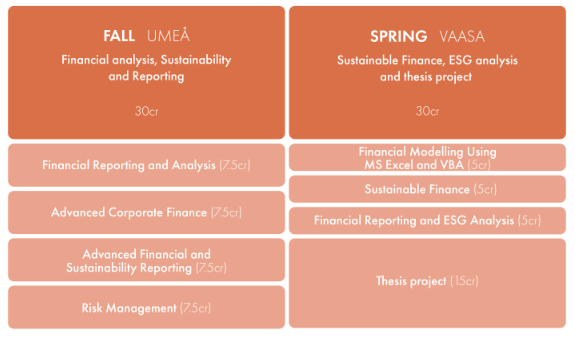 FALL UMEÅ
Financial analysis, Sustainability
and Reporting
30cr
Financial Reporting and Analysis (7.5cr)
Advanced Corporate Finance (7.5cr)
Advanced Financial and
Sustainability Reporting (7.5cr)
Risk Management (7.5cr)
SPRING VAASA
Sustainable Finance, ESG analysis
and thesis project
30cr
Financial Modelling Using
MS Excel and VBA (5cr)
Sustainable Finance (5cr)
Financial Reporting and ESG Analysis (5cr)
Thesis project (15cr)